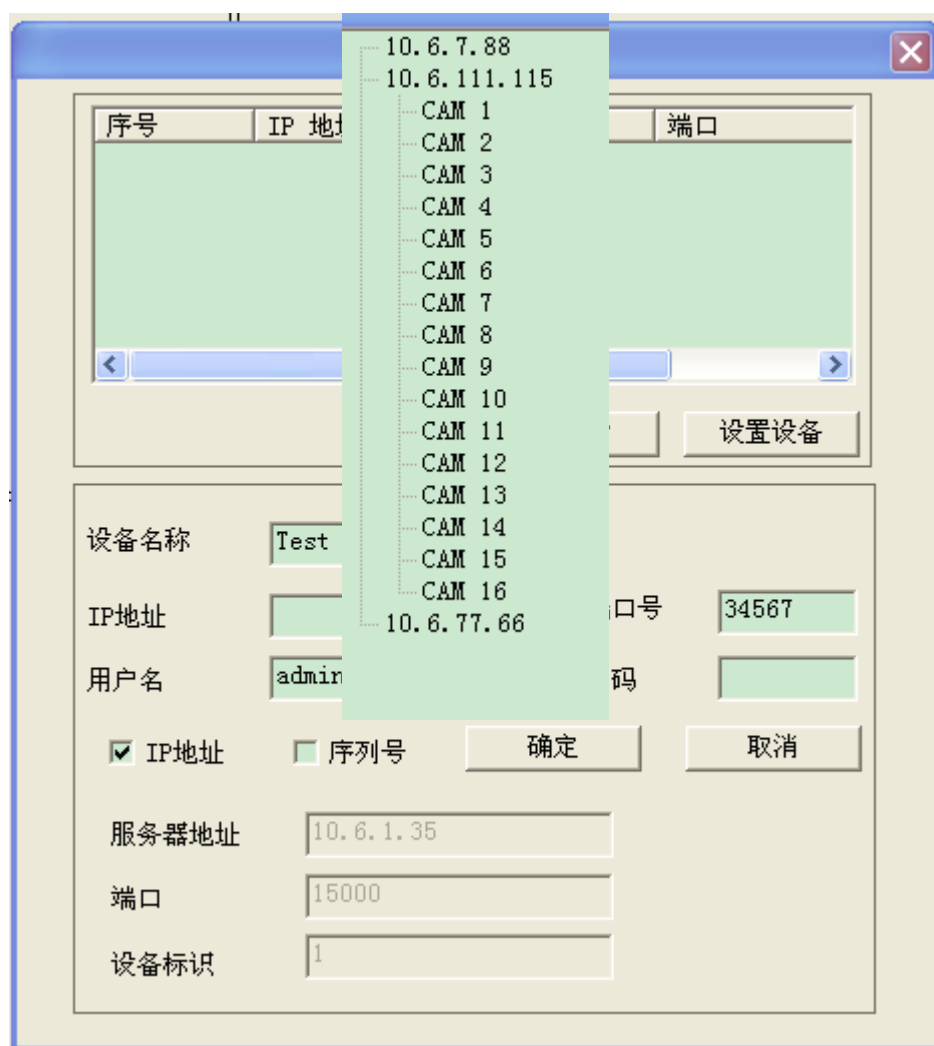 10.6.7.88
10.6.111.115
CAM 1
CAM 2
CAM 3
CAM 4
CAM 5
CAM 6
CAM 7
CAM 8
CAM 9
CAM 10
CAM 11
CAM 12
CAM 13
CAM 14
CAM 15
CAM 16
10.6.77.66
序号 IP 端口
设置设备
设备名称 Test
IP地址 口号 34567
用户名 admin 码
IP地址 序列号 确定 取消
服务器地址 10.6.1.35
端口 15000
设备标识 1